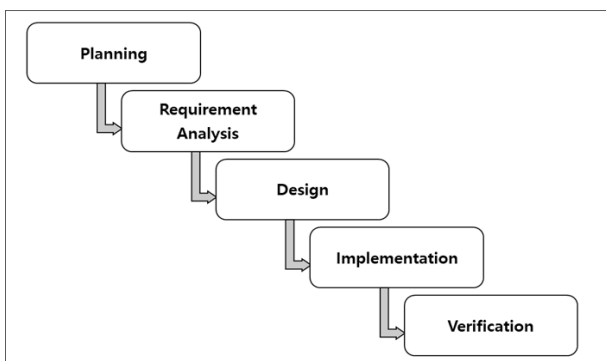 Planning
Requirement
Analysis
Design
Implementation
Verification